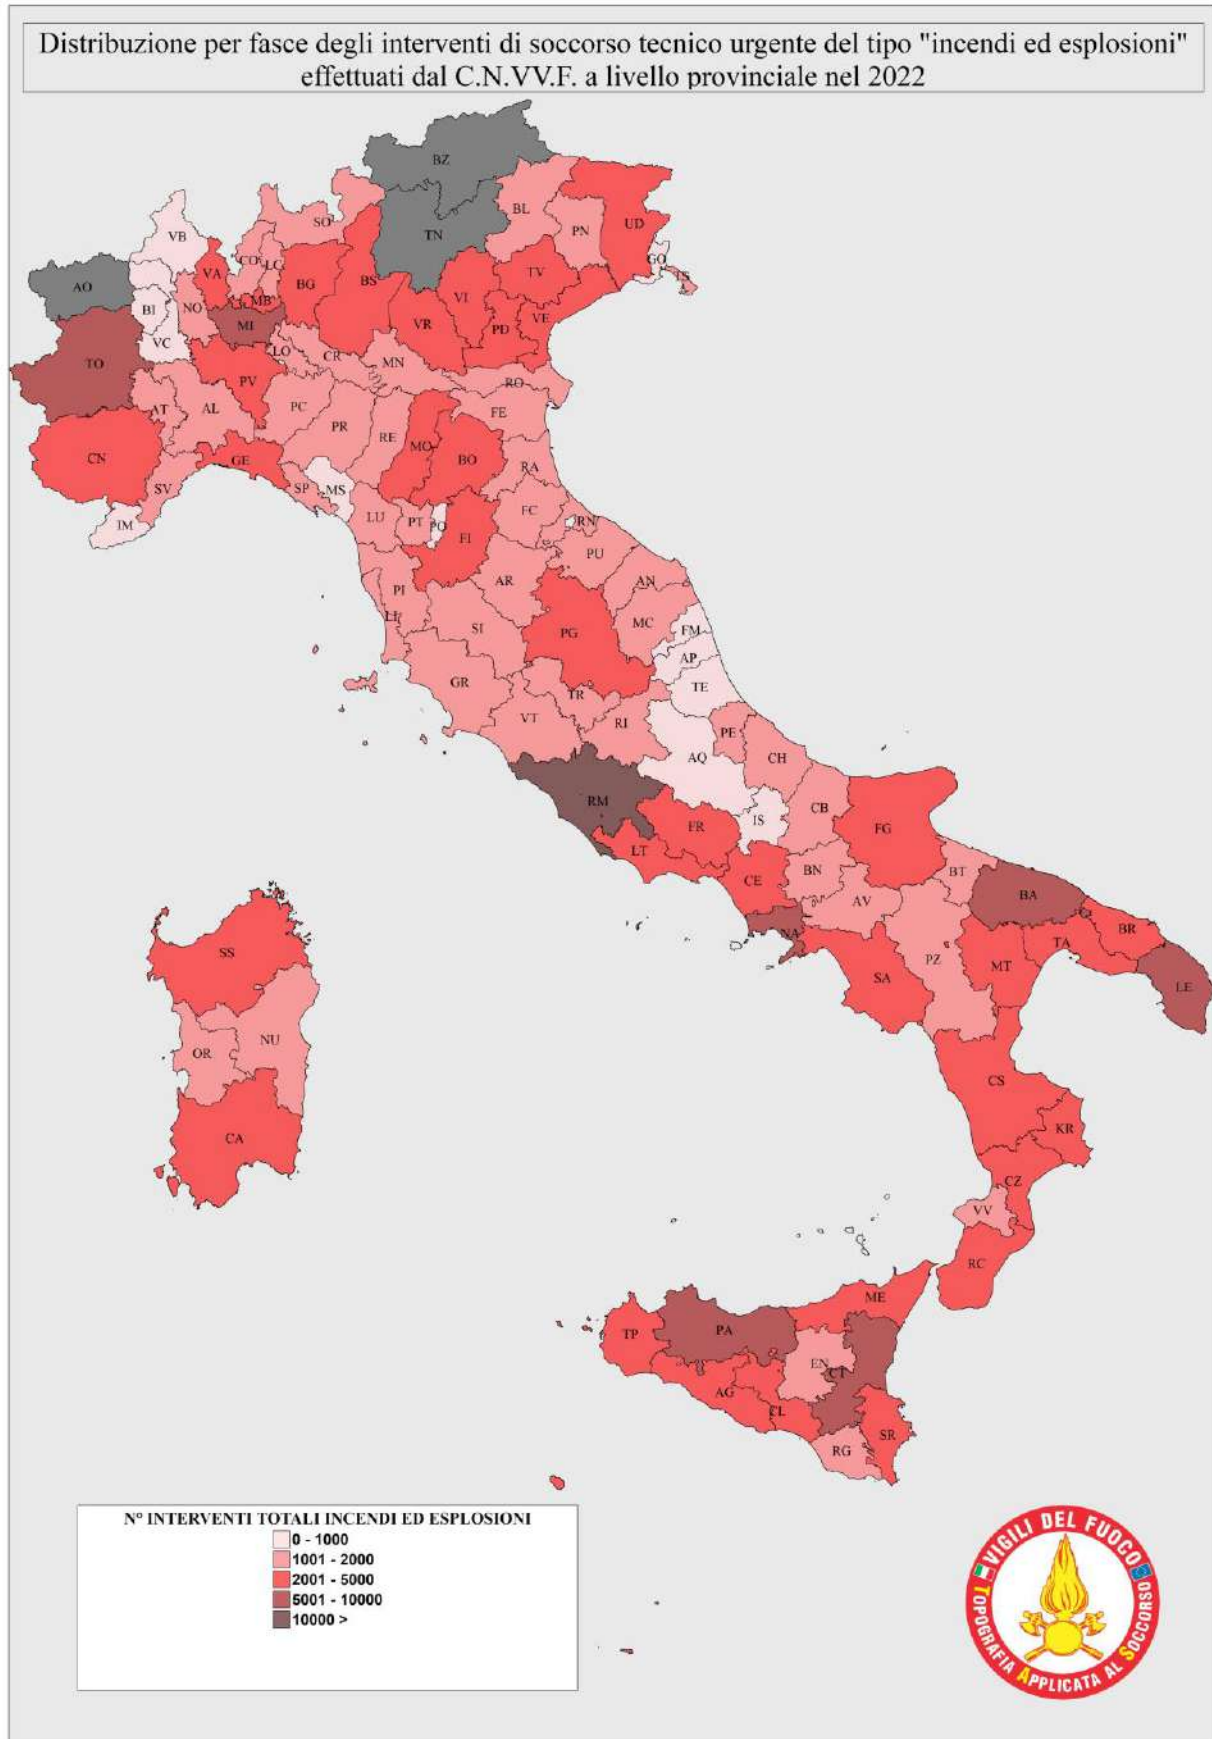 Distribuzione per fasce degli interventi di soccorso tecnico urgente del tipo "incendi ed esplosioni"
effettuati dal C.N.VV.F. a livello provinciale nel 2022
BZ
BL
TN
PN
UD
SO
VB
GO
TS
VA
CO
LC
TV
AO
BG
BS
VI
BI
NO
MB
VR
PD
VE
MI
VC
LO
CR
MN
TO
PV
RO
AT
AL
PC
FE
PR
RE
MO
BO
CN
GE
RA
SV
SP
MS
FC
RN
IM
LU
PT
PO
FI
PU
AR
AN
PI
LI
SI
PG
MC
FM
AP
GR
TE
TR
VT
RI
PE
AQ
CH
RM
CB
IS
FR
FG
LT
CE
BN
BT
AV
BA
NA
BR
TA
SS
PZ
MT
SA
LE
NU
OR
CS
CA
KR
CZ
VV
RC
ME
TP
PA
EN
CT
AG
CL
SR
RG
N° INTERVENTI TOTALI INCENDI ED ESPLOSIONI
0 - 1000
1001 - 2000
2001 - 5000
5001 - 10000
10000 >
VIGILI DEL FUOCO
TOPOGRAFIA APPLICATA AL SOCCORSO